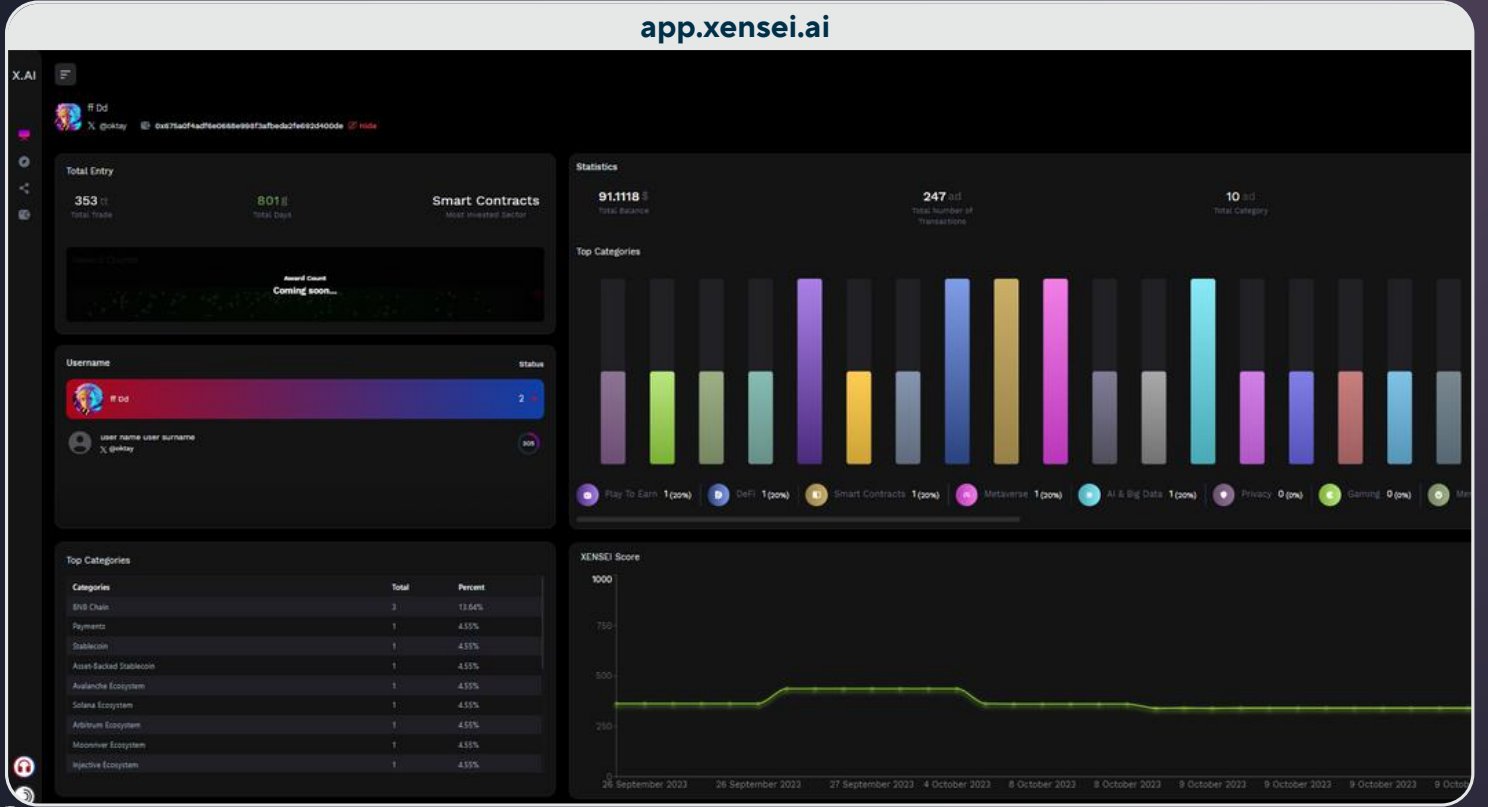 app.xensei.ai
X.AI
ff Dd
@oktay
Hide
Total Entry
353 tt
Total Trade
801 g
Total Days
Smart Contracts
Most Invested Sector
Award Count
Coming soon...
Statistics
91.1118 $
Total Balance
247 ad
Total Number of
Transactions
10 ad
Total Category
Top Categories
Play To Earn 1 (20%)
DeFi 1 (20%)
Smart Contracts 1 (20%)
Metaverse 1 (20%)
AI & Big Data 1 (20%)
Privacy 0 (0%)
Gaming 0 (0%)
Username Status
ff Dd 2
user name user surname
@oktay
Top Categories
Categories Total Percent
BNB Chain 3 13.64%
Payments 1 4.55%
Stablecoin 1 4.55%
Asset-Backed Stablecoin 1 4.55%
Avalanche Ecosystem 1 4.55%
Solana Ecosystem 1 4.55%
Arbitrum Ecosystem 1 4.55%
Moonriver Ecosystem 1 4.55%
Injective Ecosystem 1 4.55%
XENSEI Score
1000
750
500
250
0
26 September 2023 26 September 2023 27 September 2023 4 October 2023 8 October 2023 8 October 2023 9 October 2023 9 October 2023 9 October 2023